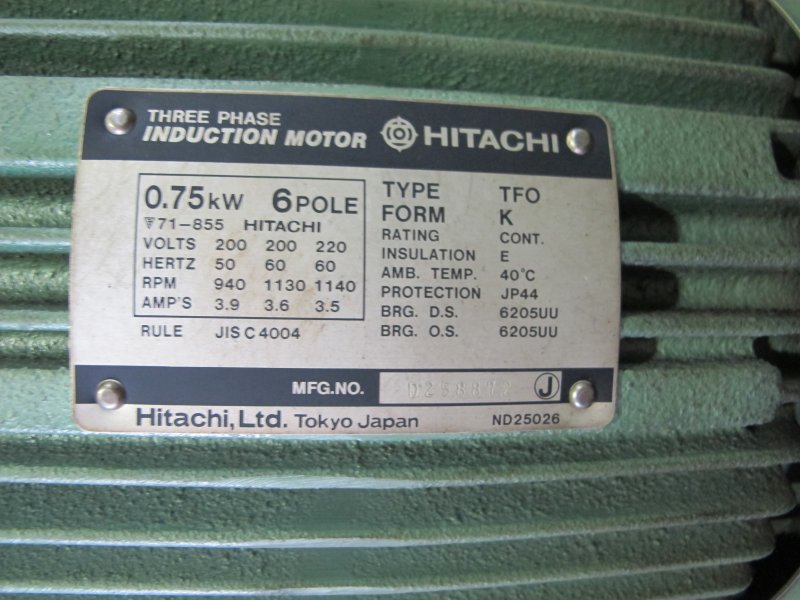 THREE PHASE
INDUCTION MOTOR HITACHI
0.75kW 6POLE
71-855 HITACHI
VOLTS 200 200 220
HERTZ 50 60 60
RPM 940 1130 1140
AMP'S 3.9 3.6 3.5
RULE JIS C 4004
TYPE TFO
FORM K
RATING CONT.
INSULATION E
AMB. TEMP. 40°C
PROTECTION JP44
BRG. D.S. 6205UU
BRG. O.S. 6205UU
MFG.NO. D258872 J
Hitachi, Ltd. Tokyo Japan ND25026